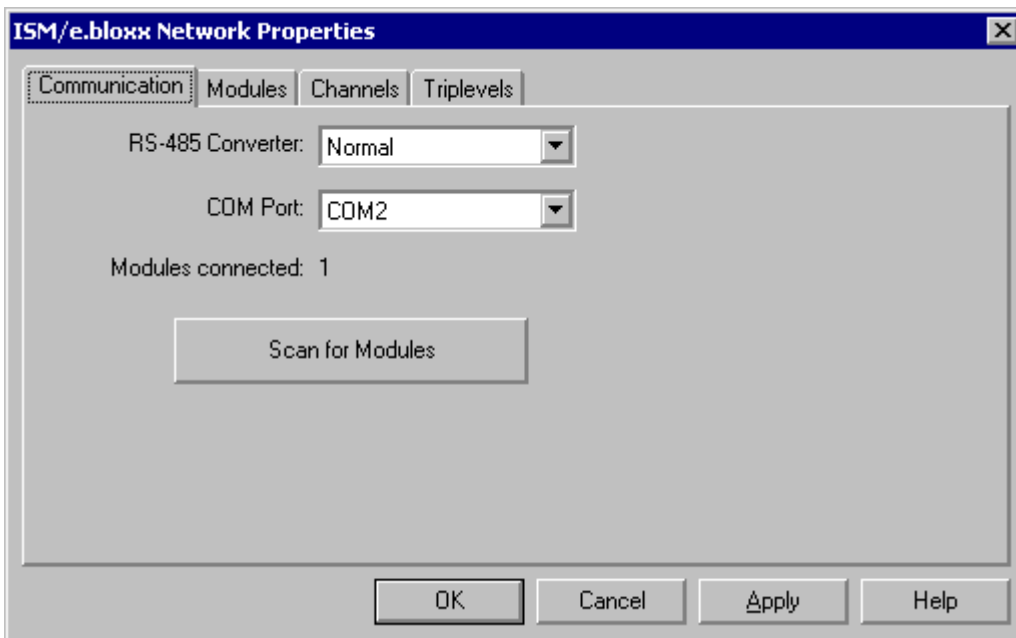 ISM/e.bloxx Network Properties
Communication Modules Channels Triplevels
RS-485 Converter: Normal
COM Port: COM2
Modules connected: 1
Scan for Modules
OK Cancel Apply Help